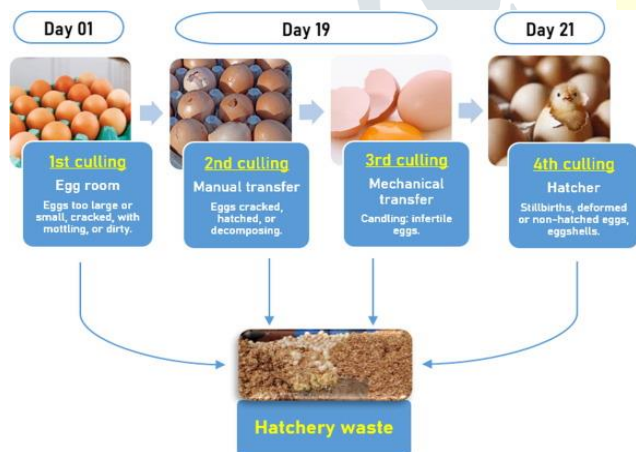 Day 01
Day 19
Day 21
1st culling
Egg room
Eggs too large or
small, cracked, with
mottling, or dirty.
2nd culling
Manual transfer
Eggs cracked,
hatched, or
decomposing.
3rd culling
Mechanical
transfer
Candling: infertile
eggs.
4th culling
Hatcher
Stillbirths, deformed
or non-hatched eggs,
eggshells.
Hatchery waste